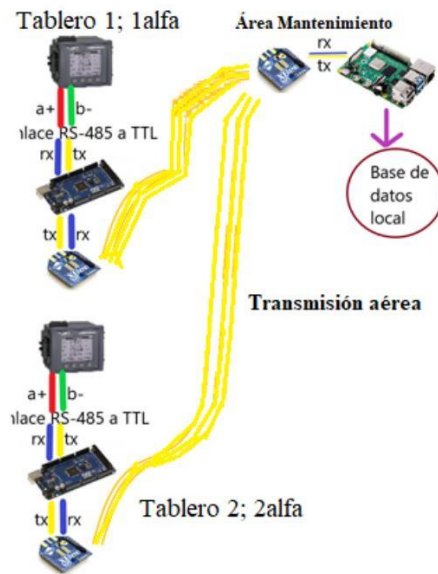 Tablero 1; 1alfa
Área Mantenimiento
rx
tx
a+ b-
nlace RS-485 a TTL
rx tx
tx rx
Base de
datos
local
Transmisión aérea
a+ b-
nlace RS-485 a TTL
rx tx
tx rx
Tablero 2; 2alfa